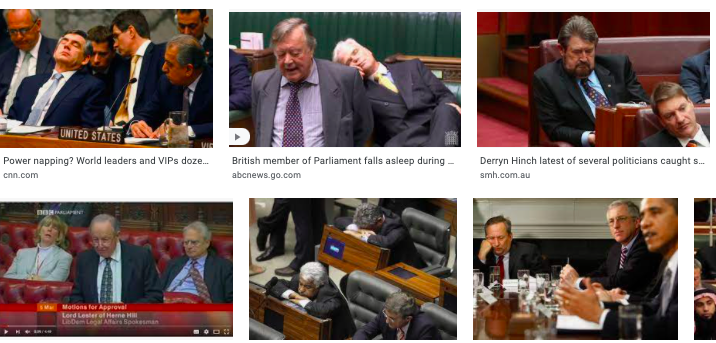 UNITED STATES
Power napping? World leaders and VIPs doze...
cnn.com
British member of Parliament falls asleep during ...
abcnews.go.com
Derryn Hinch latest of several politicians caught s...
smh.com.au
BBC PARLIAMENT
Motions for Approval
Lord Lester of Herne Hill
LibDem Legal Affairs Spokesman